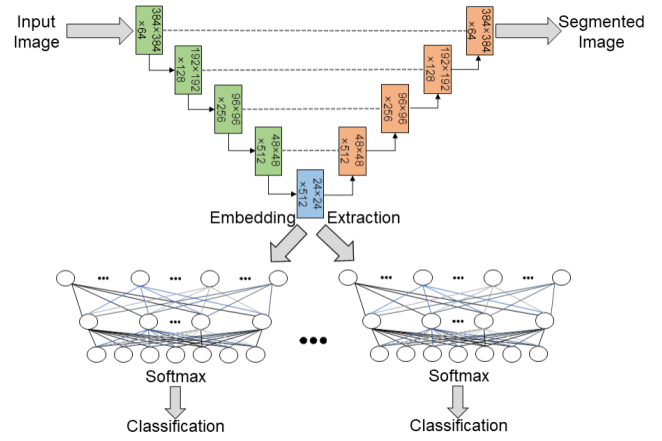 Input
Image
384×384
×64
192×192
×128
96×96
×256
48×48
×512
24×24
×512
48×48
×512
96×96
×256
192×192
×128
384×384
×64
Segmented
Image
Embedding Extraction
Softmax
Classification
Softmax
Classification